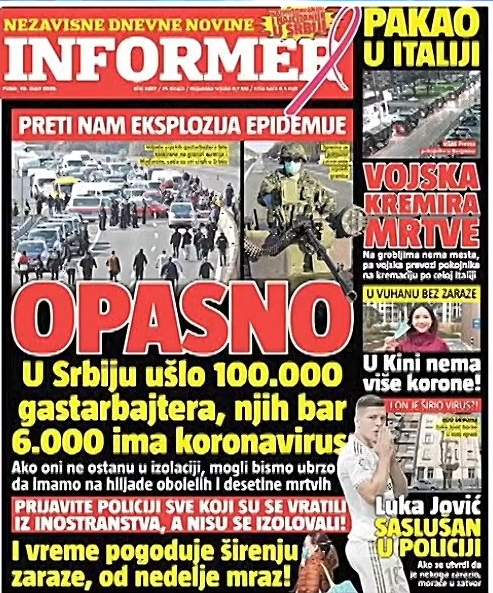 NEZAVISNE DNEVNE NOVINE
U SRBIJI
INFORMER
PRETI NAM EKSPLOZIJA EPIDEMIJE
OPASNO
U Srbiju ušlo 100.000
gastarbajtera, njih bar
6.000 ima koronavirus
Ako oni ne ostanu u izolaciji, mogli bismo ubrzo
da imamo na hiljade obolelih i desetine mrtvih
PRIJAVITE POLICIJI SVE KOJI SU SE VRATILI
IZ INOSTRANSTVA, A NISU SE IZOLOVALI!
I vreme pogoduje širenju
zaraze, od nedelje mraz!
PAKAO
U ITALIJI
VOJSKA
KREMIRA
MRTVE
Na grobljima nema mesta,
pa vojska prevozi pokojnike
na kremaciju po celoj Italiji
U VUHANU BEZ ZARAZE
U Kini nema
više korone!
I ON JE ŠIRIO VIRUS?!
Luka Jović
SASLUŠAN
U POLICIJI
Ako se utvrdi da
je nekoga zarazio,
moraće u zatvor